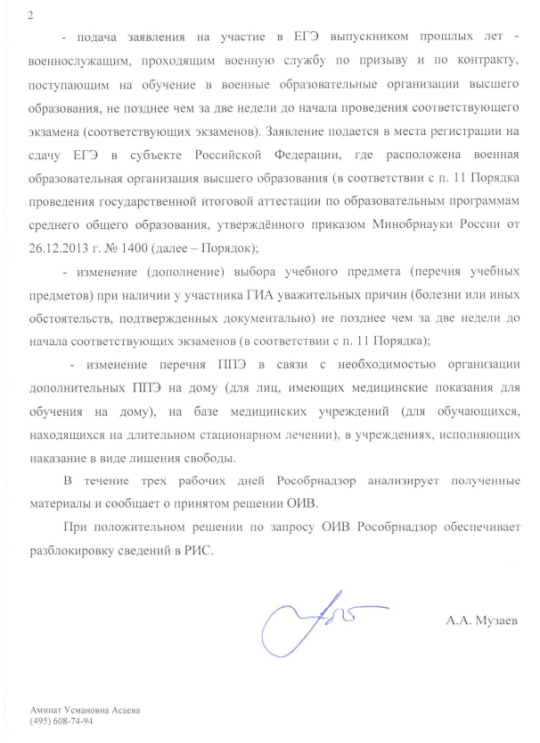 2
- подача заявления на участие в ЕГЭ выпускником прошлых лет -
военнослужащим, проходящим военную службу по призыву и по контракту,
поступающим на обучение в военные образовательные организации высшего
образования, не позднее чем за две недели до начала проведения соответствующего
экзамена (соответствующих экзаменов). Заявление подается в места регистрации на
сдачу ЕГЭ в субъекте Российской Федерации, где расположена военная
образовательная организация высшего образования (в соответствии с п. 11 Порядка
проведения государственной итоговой аттестации по образовательным программам
среднего общего образования, утверждённого приказом Минобрнауки России от
26.12.2013 г. № 1400 (далее – Порядок);
- изменение (дополнение) выбора учебного предмета (перечня учебных
предметов) при наличии у участника ГИА уважительных причин (болезни или иных
обстоятельств, подтвержденных документально) не позднее чем за две недели до
начала соответствующих экзаменов (в соответствии с п. 11 Порядка);
- изменение перечня ППЭ в связи с необходимостью организации
дополнительных ППЭ на дому (для лиц, имеющих медицинские показания для
обучения на дому), на базе медицинских учреждений (для обучающихся,
находящихся на длительном стационарном лечении), в учреждениях, исполняющих
наказание в виде лишения свободы.
В течение трех рабочих дней Рособрнадзор анализирует полученные
материалы и сообщает о принятом решении ОИВ.
При положительном решении по запросу ОИВ Рособрнадзор обеспечивает
разблокировку сведений в РИС.
А.А. Музаев
Аминат Усмановна Асаева
(495) 608-74-94